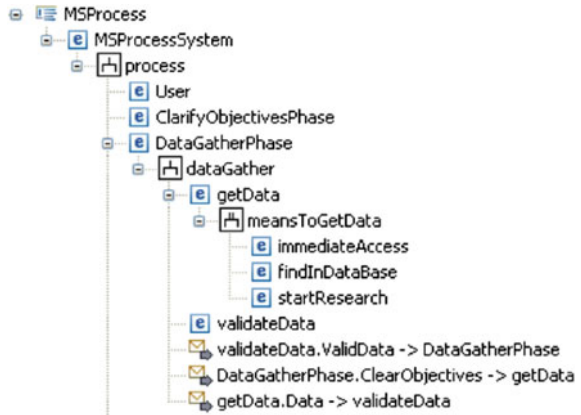 MSProcess
MSProcessSystem
process
User
ClarifyObjectivesPhase
DataGatherPhase
dataGather
getData
meansToGetData
immediateAccess
findInDataBase
startResearch
validateData
validateData.ValidData -> DataGatherPhase
DataGatherPhase.ClearObjectives -> getData
getData.Data -> validateData